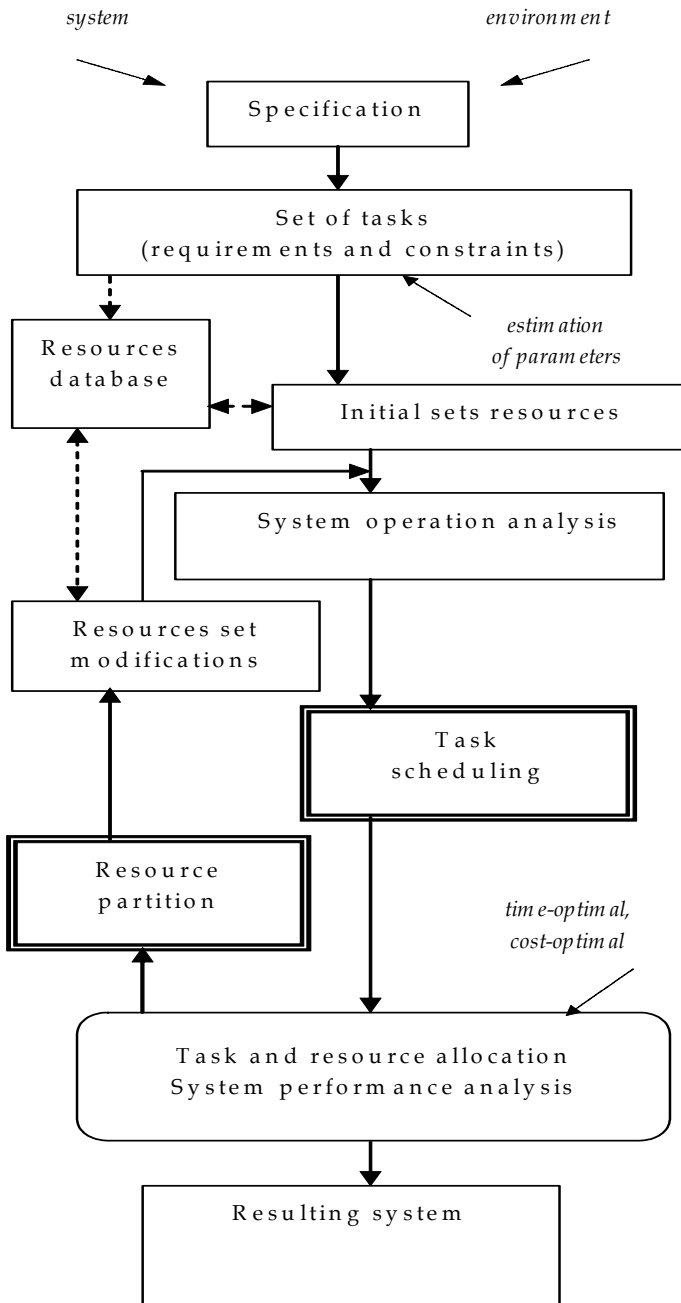 system
environment
Specification
Set of tasks
(requirements and constraints)
estimation
of parameters
Resources
database
Initial sets resources
System operation analysis
Resources set
modifications
Task
scheduling
Resource
partition
time-optimal,
cost-optimal
Task and resource allocation
System performance analysis
Resulting system